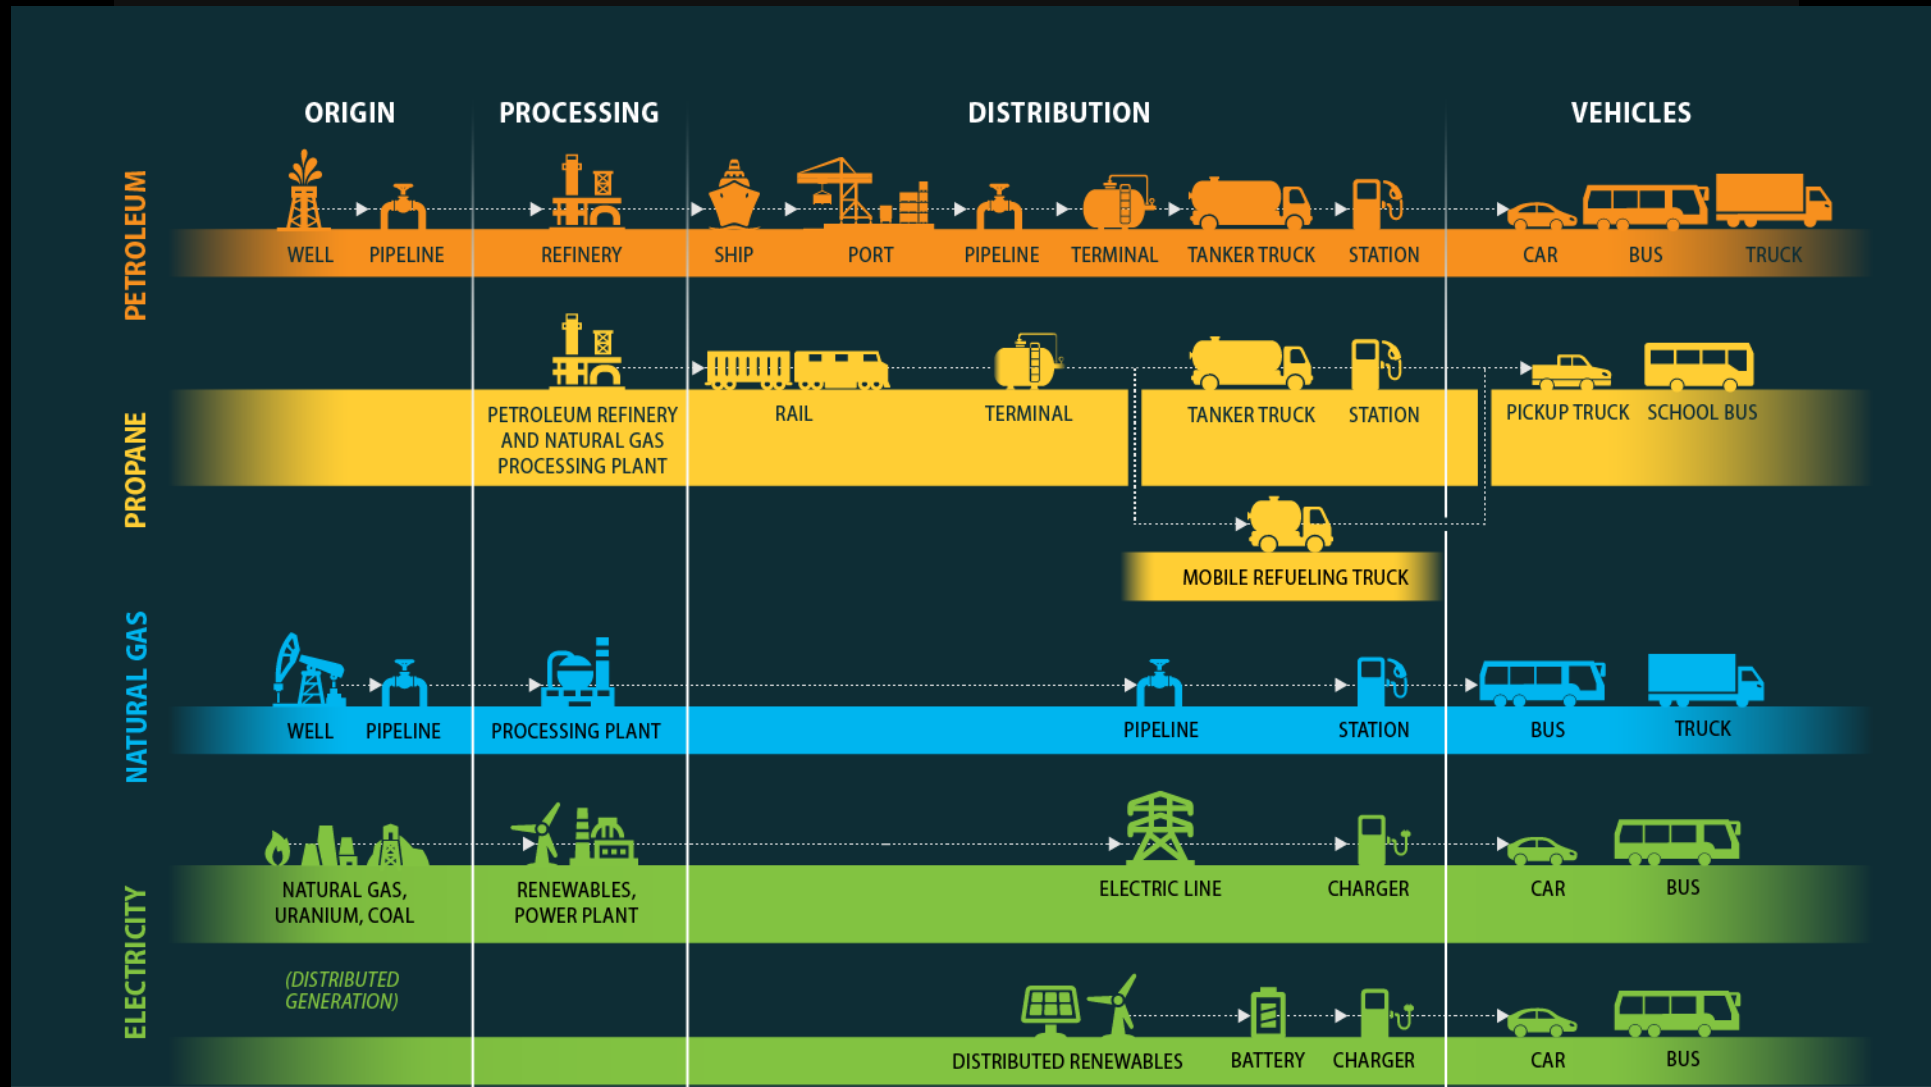 ORIGIN
PROCESSING
DISTRIBUTION
VEHICLES
PETROLEUM
WELL
PIPELINE
REFINERY
SHIP
PORT
PIPELINE
TERMINAL
TANKER TRUCK
STATION
CAR
BUS
TRUCK
PROPANE
PETROLEUM REFINERY
AND NATURAL GAS
PROCESSING PLANT
RAIL
TERMINAL
TANKER TRUCK
STATION
PICKUP TRUCK
SCHOOL BUS
MOBILE REFUELING TRUCK
NATURAL GAS
WELL
PIPELINE
PROCESSING PLANT
PIPELINE
STATION
BUS
TRUCK
ELECTRICITY
NATURAL GAS,
URANIUM, COAL
RENEWABLES,
POWER PLANT
ELECTRIC LINE
CHARGER
CAR
BUS
(DISTRIBUTED
GENERATION)
DISTRIBUTED RENEWABLES
BATTERY
CHARGER
CAR
BUS